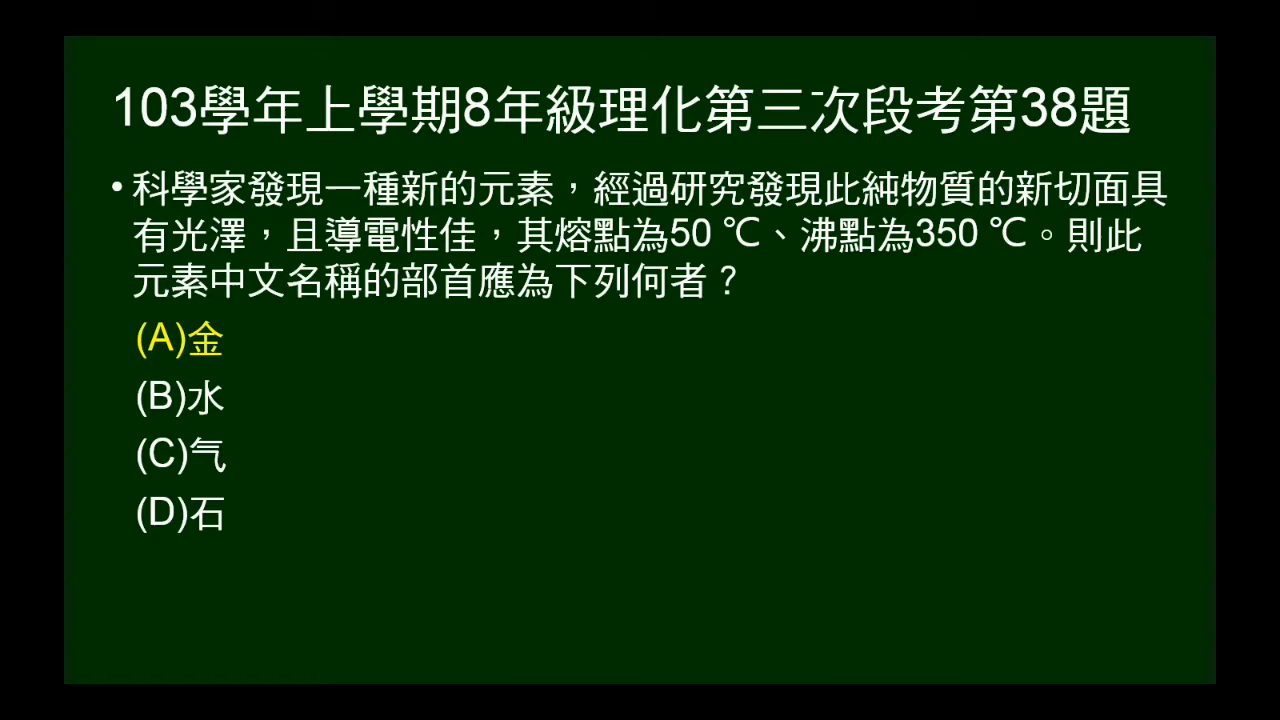 103學年上學期8年級理化第三次段考第38題
• 科學家發現一種新的元素，經過研究發現此純物質的新切面具
有光澤，且導電性佳，其熔點為50 ℃、沸點為350 ℃。則此
元素中文名稱的部首應為下列何者？
(A)金
(B)水
(C)气
(D)石